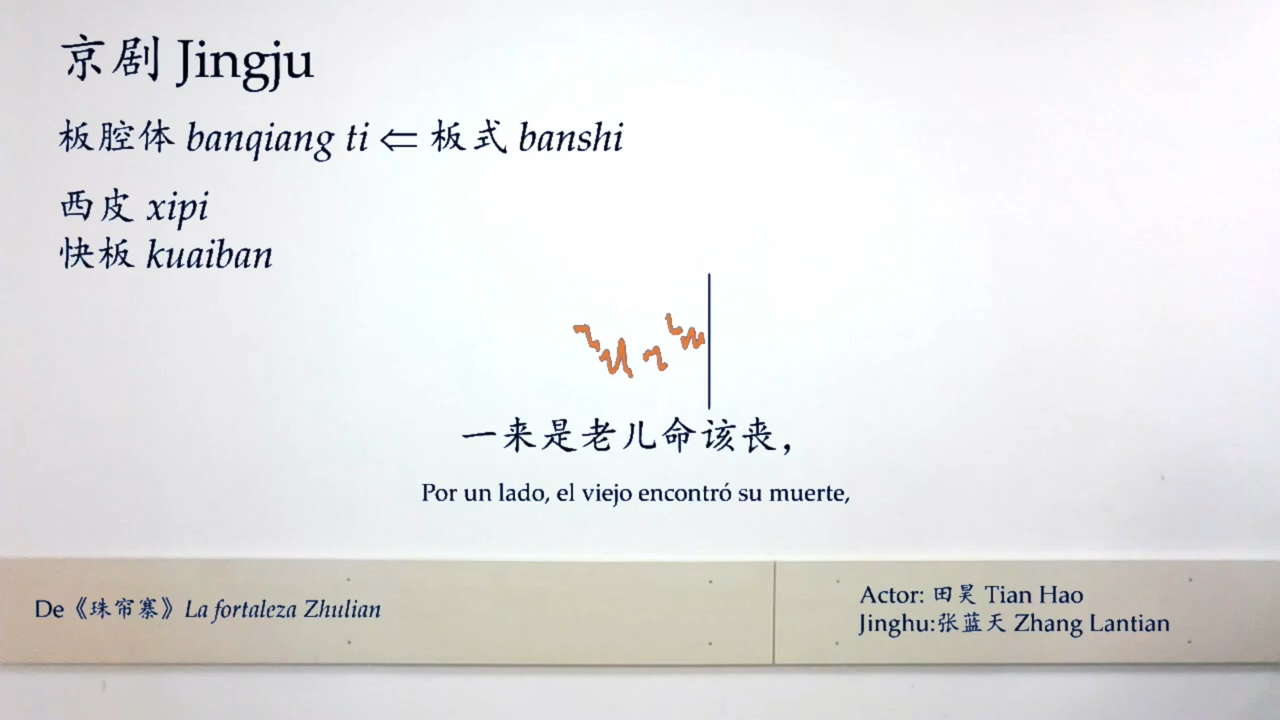 京剧 Jingju
板腔体 banqiang ti ⇐ 板式 banshi
西皮 xipi
快板 kuaiban
一来是老儿命该丧，
Por un lado, el viejo encontró su muerte,
De《珠帘寨》La fortaleza Zhulian
Actor: 田昊 Tian Hao
Jinghu:张蓝天 Zhang Lantian